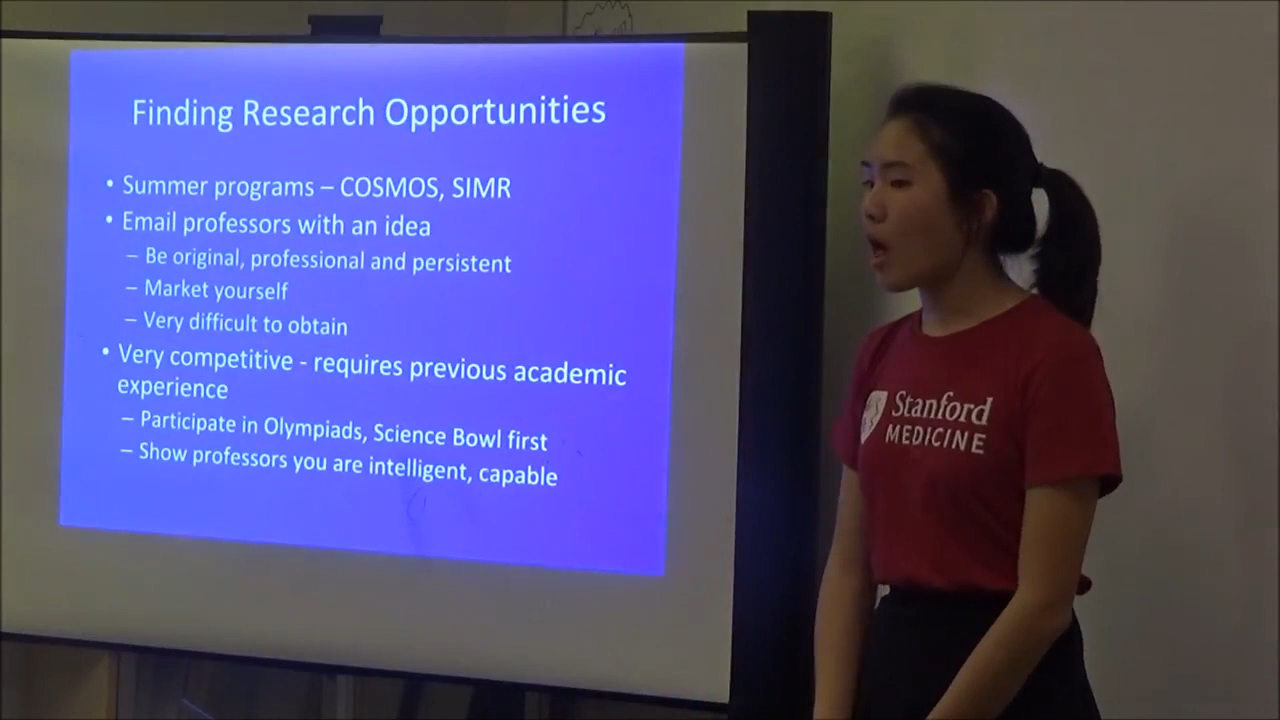 Finding Research Opportunities
• Summer programs – COSMOS, SIMR
• Email professors with an idea
– Be original, professional and persistent
– Market yourself
– Very difficult to obtain
• Very competitive - requires previous academic
experience
– Participate in Olympiads, Science Bowl first
– Show professors you are intelligent, capable
Stanford
MEDICINE